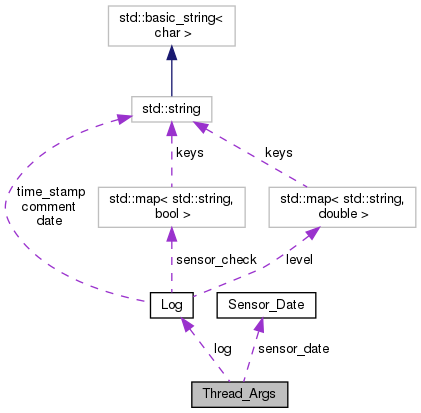 std::basic_string<
char >
std::string
keys
keys
time_stamp
comment
date
std::map< std::string,
bool >
std::map< std::string,
double >
sensor_check
level
Log
Sensor_Date
log
sensor_date
Thread_Args